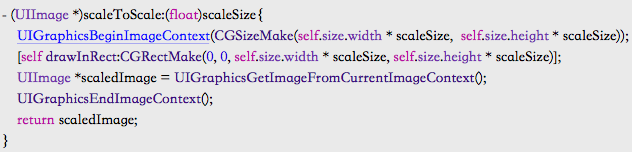 - (UIImage *)scaleToScale:(float)scaleSize{
UIGraphicsBeginImageContext(CGSizeMake(self.size.width * scaleSize, self.size.height * scaleSize));
[self drawInRect:CGRectMake(0, 0, self.size.width * scaleSize, self.size.height * scaleSize)];
UIImage *scaledImage = UIGraphicsGetImageFromCurrentImageContext();
UIGraphicsEndImageContext();
return scaledImage;
}